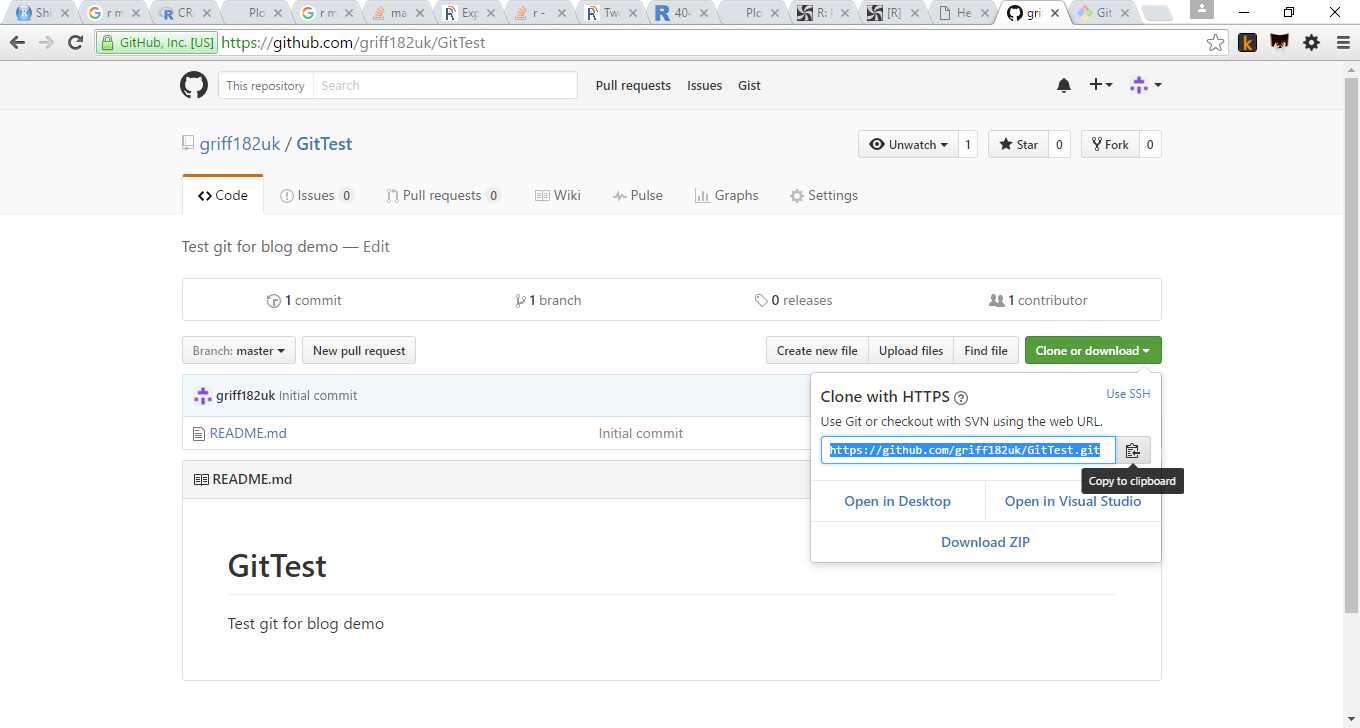 Shi r m CR Plo r m ma Exp r - Two 404 Plo R: [R] He gri Git
GitHub, Inc. [US] https://github.com/griff182uk/GitTest
This repository Search Pull requests Issues Gist
griff182uk / GitTest Unwatch 1 Star 0 Fork 0
Code Issues 0 Pull requests 0 Wiki Pulse Graphs Settings
Test git for blog demo — Edit
1 commit 1 branch 0 releases 1 contributor
Branch: master New pull request Create new file Upload files Find file Clone or download
griff182uk Initial commit
README.md Initial commit
README.md
Clone with HTTPS ? Use SSH
Use Git or checkout with SVN using the web URL.
https://github.com/griff182uk/GitTest.git
Copy to clipboard
Open in Desktop Open in Visual Studio
Download ZIP
GitTest
Test git for blog demo